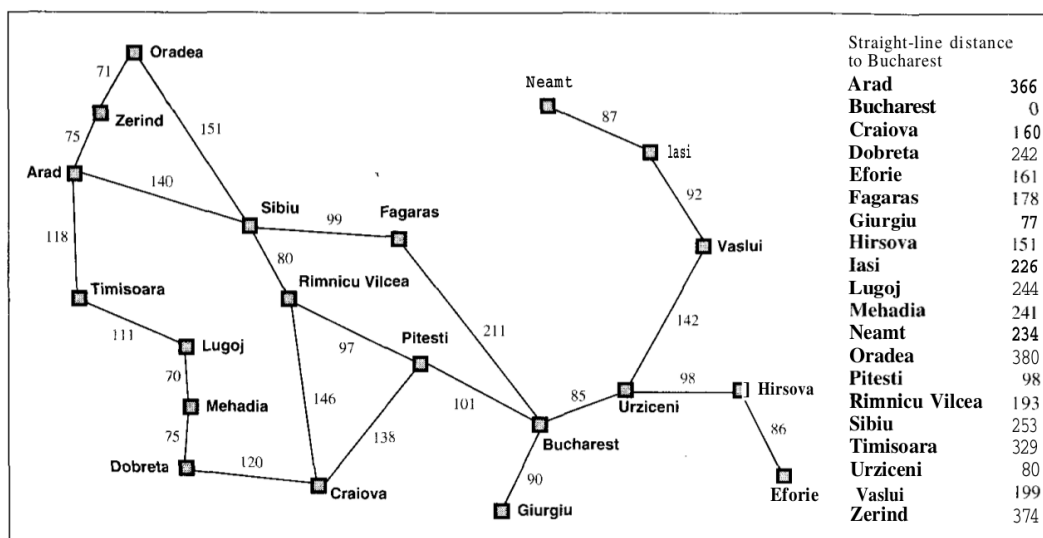 Oradea
71
Neamt
Zerind
87
151
75
Iasi
Arad
140
92
Sibiu
99
Fagaras
118
Vaslui
80
Timisoara
Rimnicu Vilcea
142
111
211
Lugoj
97
Pitesti
70
98
Hirsova
85
Mehadia
146
101
Urziceni
86
75
138
Bucharest
120
90
Dobreta
Craiova
Eforie
Giurgiu
Straight-line distance
to Bucharest
Arad 366
Bucharest 0
Craiova 160
Dobreta 242
Eforie 161
Fagaras 178
Giurgiu 77
Hirsova 151
Iasi 226
Lugoj 244
Mehadia 241
Neamt 234
Oradea 380
Pitesti 98
Rimnicu Vilcea 193
Sibiu 253
Timisoara 329
Urziceni 80
Vaslui 199
Zerind 374